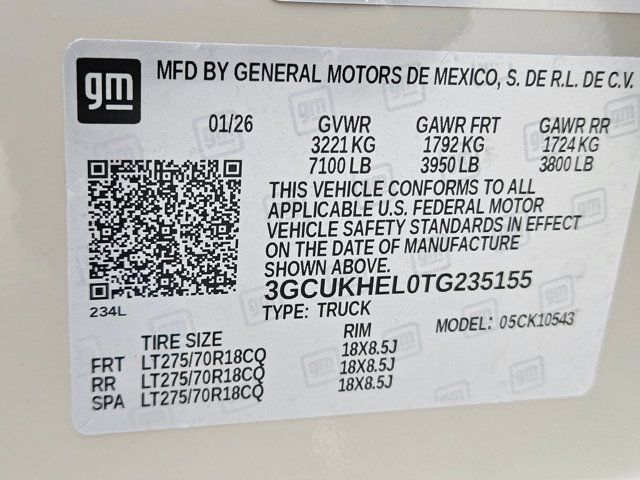 gm
MFD BY GENERAL MOTORS DE MEXICO, S. DE R.L. DE C.V.
01/26 GVWR GAWR FRT GAWR RR
3221 KG 1792 KG 1724 KG
7100 LB 3950 LB 3800 LB
THIS VEHICLE CONFORMS TO ALL
APPLICABLE U.S. FEDERAL MOTOR
VEHICLE SAFETY STANDARDS IN EFFECT
ON THE DATE OF MANUFACTURE
SHOWN ABOVE.
3GCUKHEL0TG235155
234L
TYPE: TRUCK MODEL: 05CK10543
TIRE SIZE RIM
FRT LT275/70R18CQ 18X8.5J
RR LT275/70R18CQ 18X8.5J
SPA LT275/70R18CQ 18X8.5J